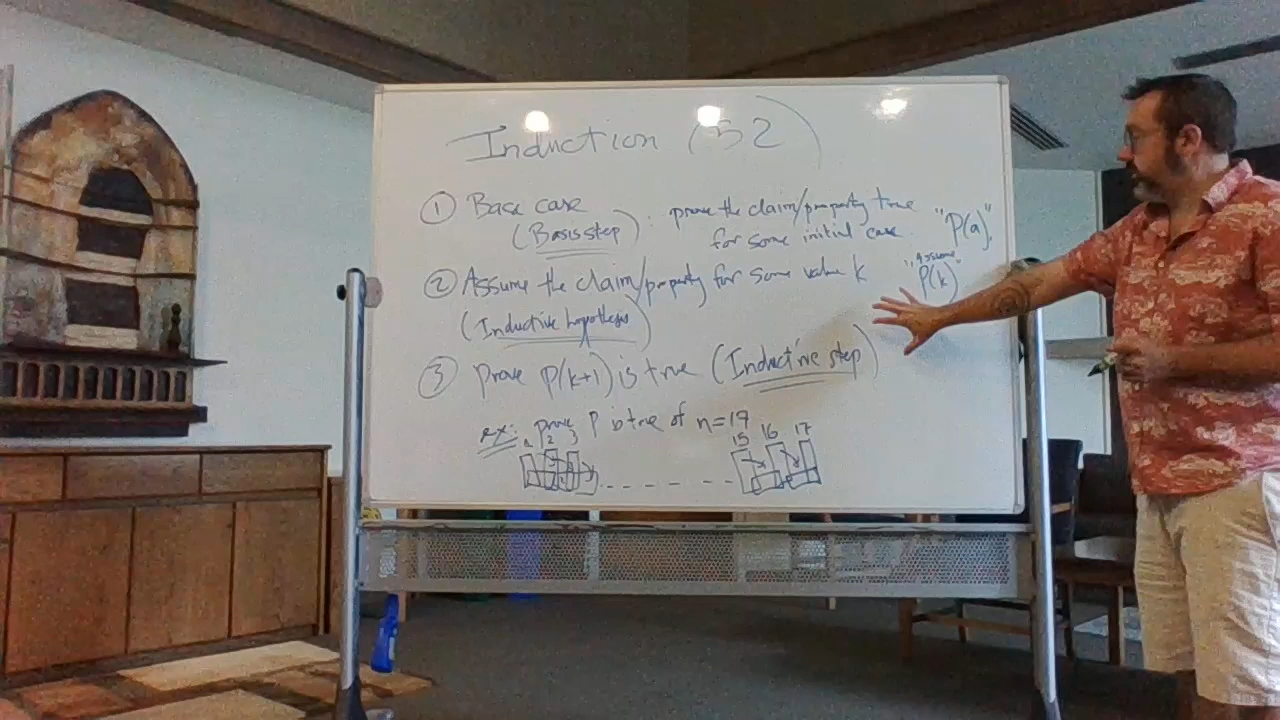 Induction (5 2)
① Base case : prove the claim/property true "P(a)",
(Basis step) for some initial case.
② Assume the claim/property for some value k "Assume P(k)"
(Inductive hypothesis)
③ Prove P(k+1) is true (Inductive step)
ex: prove P is true of n=17
1 2 3 15 16 17